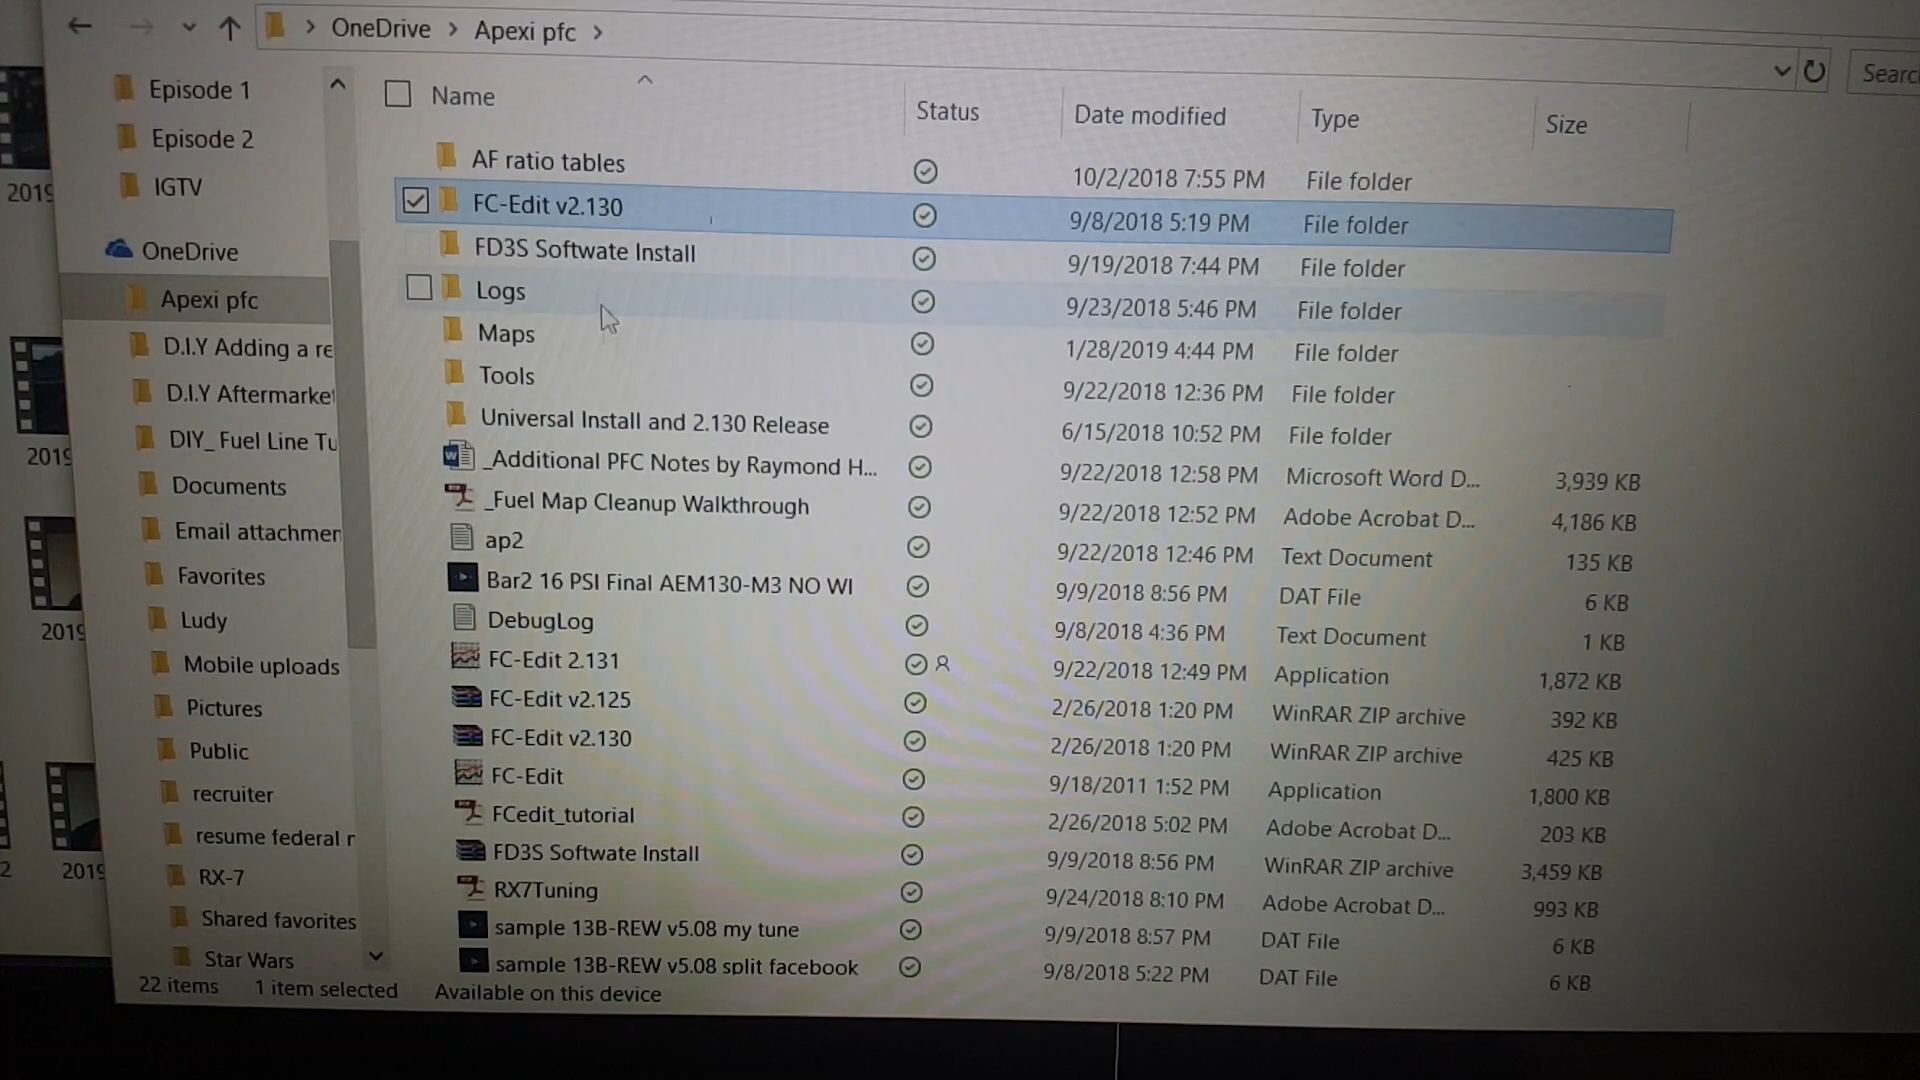 OneDrive > Apexi pfc >
Searc
Episode 1
Episode 2
IGTV
OneDrive
Apexi pfc
D.I.Y Adding a re
D.I.Y Aftermarke
DIY_ Fuel Line Tu
Documents
Email attachmen
Favorites
Ludy
Mobile uploads
Pictures
Public
recruiter
resume federal r
RX-7
Shared favorites
Star Wars
Name Status Date modified Type Size
AF ratio tables 10/2/2018 7:55 PM File folder
FC-Edit v2.130 9/8/2018 5:19 PM File folder
FD3S Softwate Install 9/19/2018 7:44 PM File folder
Logs 9/23/2018 5:46 PM File folder
Maps 1/28/2019 4:44 PM File folder
Tools 9/22/2018 12:36 PM File folder
Universal Install and 2.130 Release 6/15/2018 10:52 PM File folder
_Additional PFC Notes by Raymond H... 9/22/2018 12:58 PM Microsoft Word D... 3,939 KB
_Fuel Map Cleanup Walkthrough 9/22/2018 12:52 PM Adobe Acrobat D... 4,186 KB
ap2 9/22/2018 12:46 PM Text Document 135 KB
Bar2 16 PSI Final AEM130-M3 NO WI 9/9/2018 8:56 PM DAT File 6 KB
DebugLog 9/8/2018 4:36 PM Text Document 1 KB
FC-Edit 2.131 9/22/2018 12:49 PM Application 1,872 KB
FC-Edit v2.125 2/26/2018 1:20 PM WinRAR ZIP archive 392 KB
FC-Edit v2.130 2/26/2018 1:20 PM WinRAR ZIP archive 425 KB
FC-Edit 9/18/2011 1:52 PM Application 1,800 KB
FCedit_tutorial 2/26/2018 5:02 PM Adobe Acrobat D... 203 KB
FD3S Softwate Install 9/9/2018 8:56 PM WinRAR ZIP archive 3,459 KB
RX7Tuning 9/24/2018 8:10 PM Adobe Acrobat D... 993 KB
sample 13B-REW v5.08 my tune 9/9/2018 8:57 PM DAT File 6 KB
sample 13B-REW v5.08 split facebook 9/8/2018 5:22 PM DAT File 6 KB
22 items 1 item selected Available on this device
2019
2019
2019
2 2019